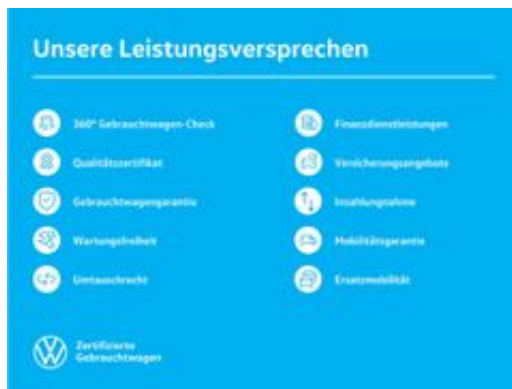 Unsere Leistungsversprechen
360° Gebrauchtwagen-Check
Qualitätszertifikat
Gebrauchtwagengarantie
Wartungsfreiheit
Umtauschrecht
Finanzdienstleistungen
Versicherungsangebote
Inzahlungnahme
Mobilitätsgarantie
Ersatzmobilität
Zertifizierte
Gebrauchtwagen